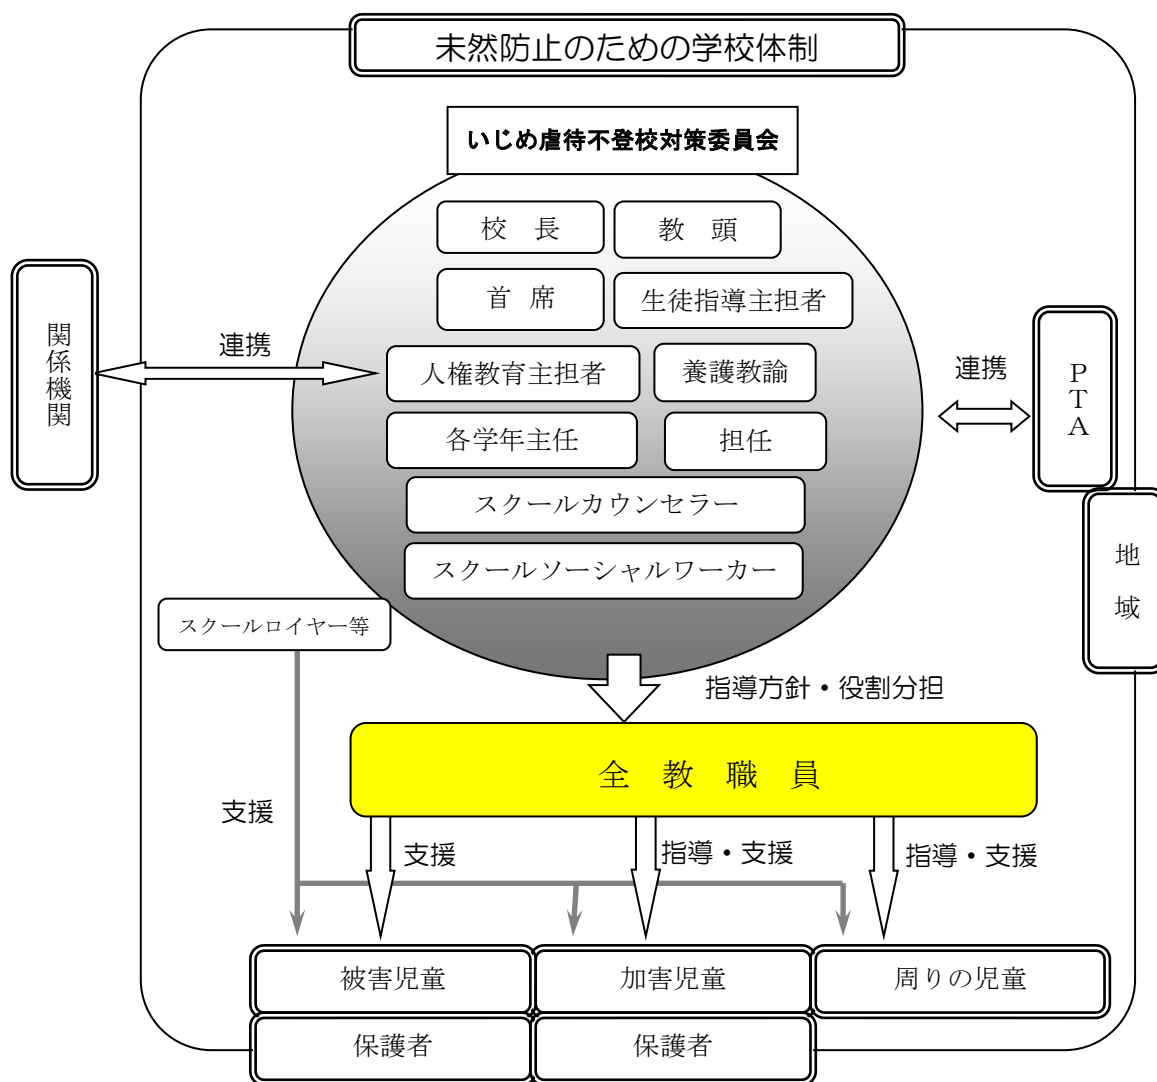 未然防止のための学校体制
いじめ虐待不登校対策委員会
校 長
教 頭
首 席
生徒指導主担者
関係機関
連携
人権教育主担者
養護教諭
連携
PTA
各学年主任
担任
スクールカウンセラー
地域
スクールソーシャルワーカー
スクールロイヤー等
指導方針・役割分担
全 教 職 員
支援
支援
指導・支援
指導・支援
被害児童
加害児童
周りの児童
保護者
保護者